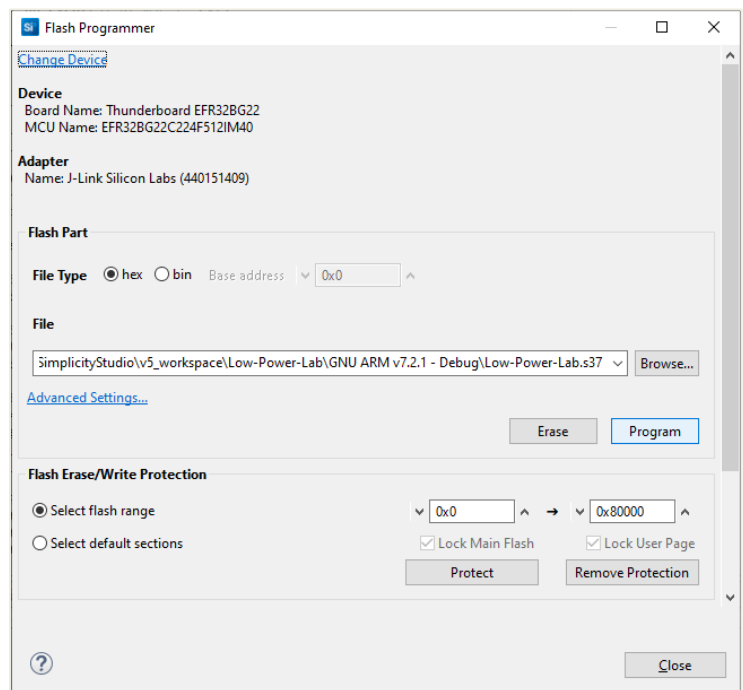 Si Flash Programmer
Change Device
Device
Board Name: Thunderboard EFR32BG22
MCU Name: EFR32BG22C224F512IM40
Adapter
Name: J-Link Silicon Labs (440151409)
Flash Part
File Type hex bin Base address 0x0
File
SimplicityStudio\v5_workspace\Low-Power-Lab\GNU ARM v7.2.1 - Debug\Low-Power-Lab.s37 Browse...
Advanced Settings...
Erase Program
Flash Erase/Write Protection
Select flash range 0x0 → 0x80000
Select default sections Lock Main Flash Lock User Page
Protect Remove Protection
? Close